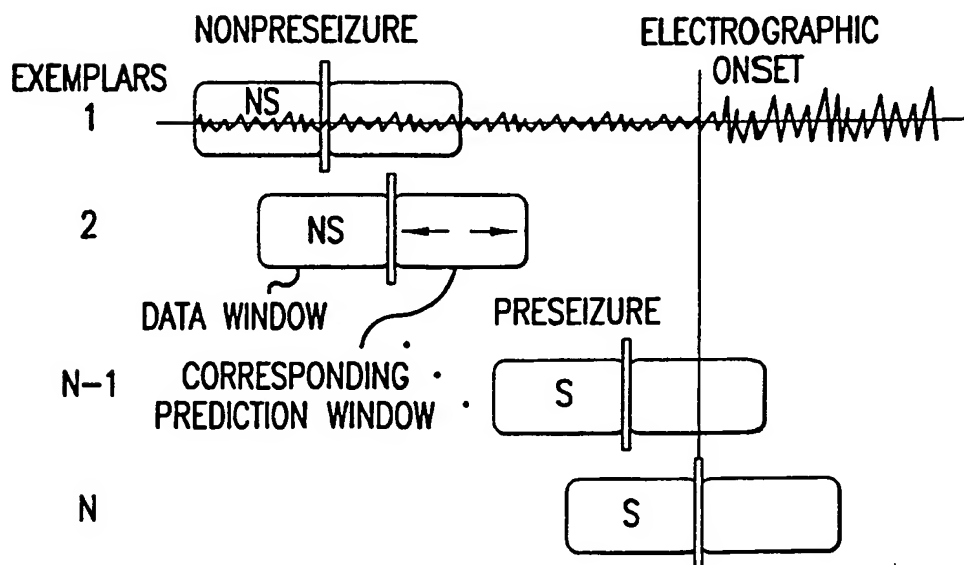 NONPRESEIZURE
ELECTROGRAPHIC
ONSET
EXEMPLARS
1
NS
2
NS
DATA WINDOW
PRESEIZURE
N-1
CORRESPONDING
PREDICTION WINDOW
S
N
S